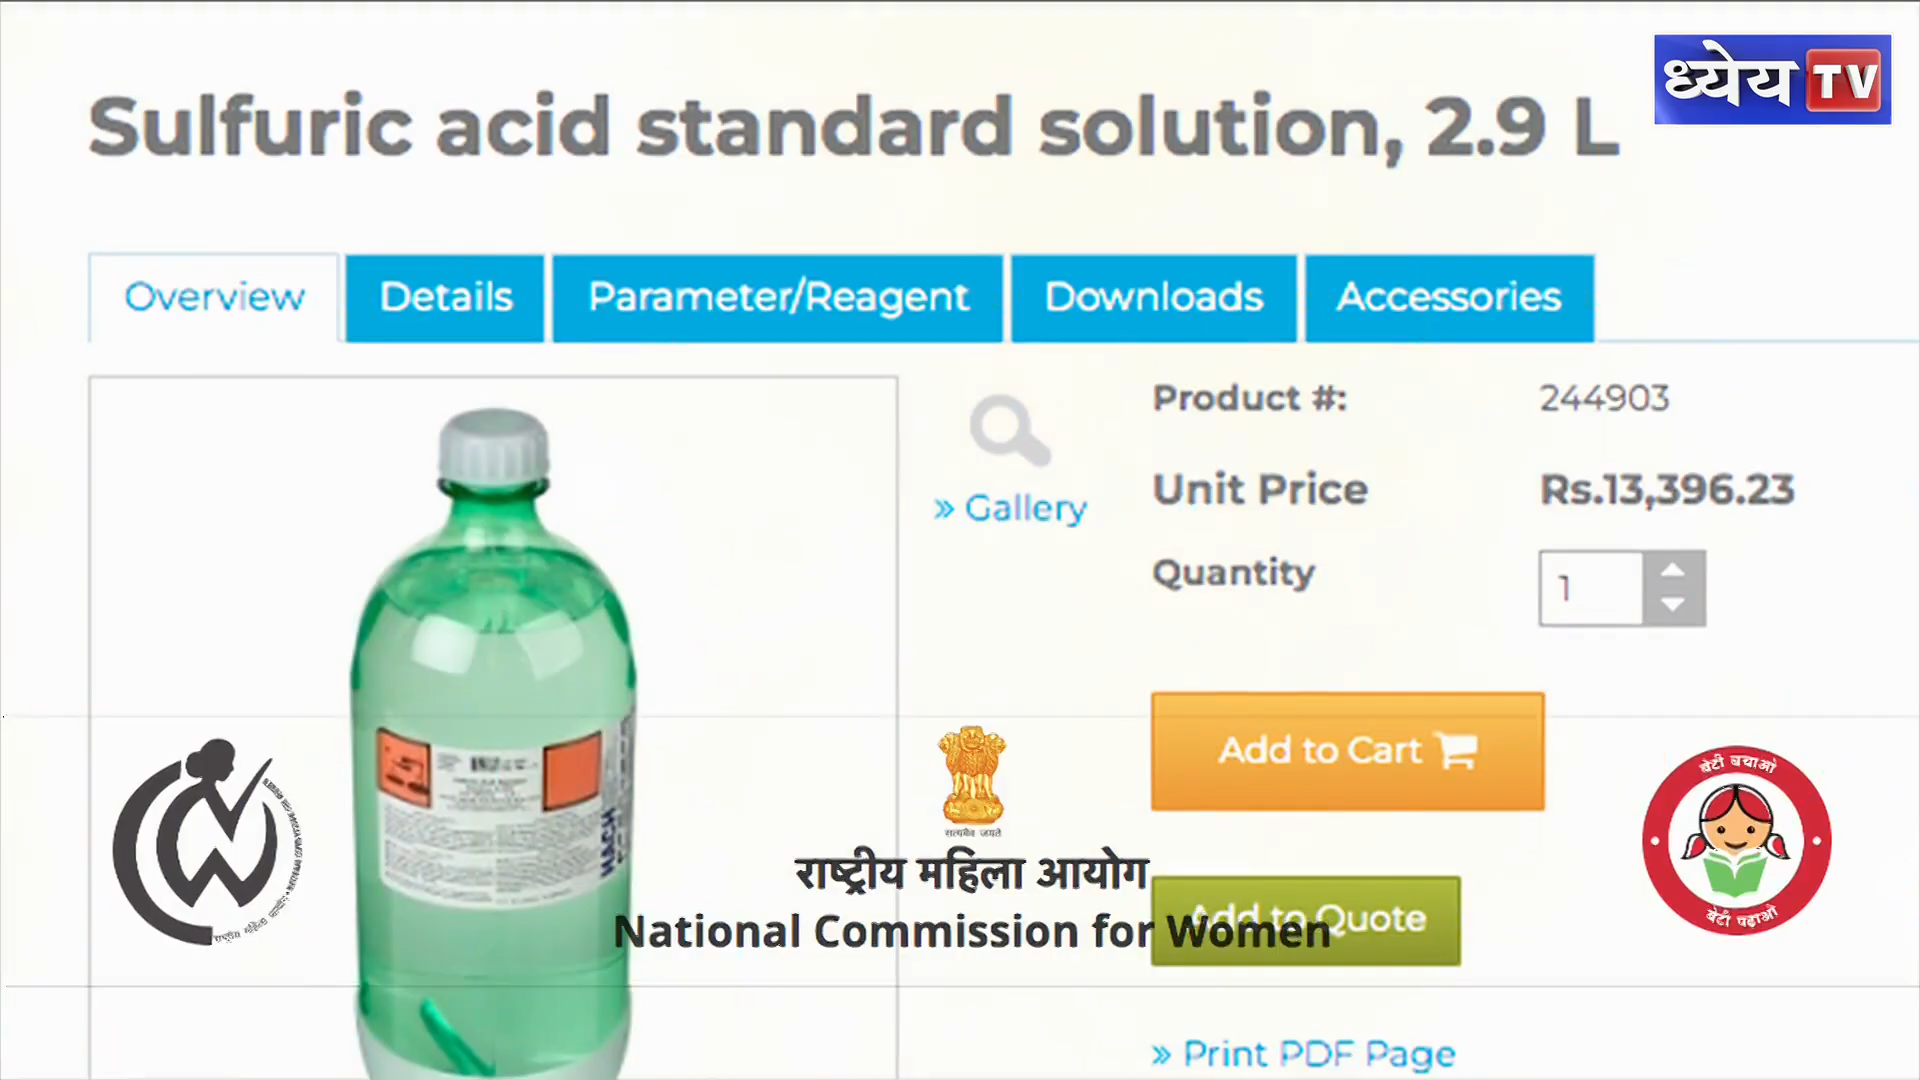 ध्येय TV
Sulfuric acid standard solution, 2.9 L
Overview Details Parameter/Reagent Downloads Accessories
Product #: 244903
» Gallery
Unit Price Rs.13,396.23
Quantity 1
Add to Cart
HACH
सत्यमेव जयते
राष्ट्रीय महिला आयोग
National Commission for Women
Add to Quote
बेटी बचाओ
बेटी पढ़ाओ
» Print PDF Page